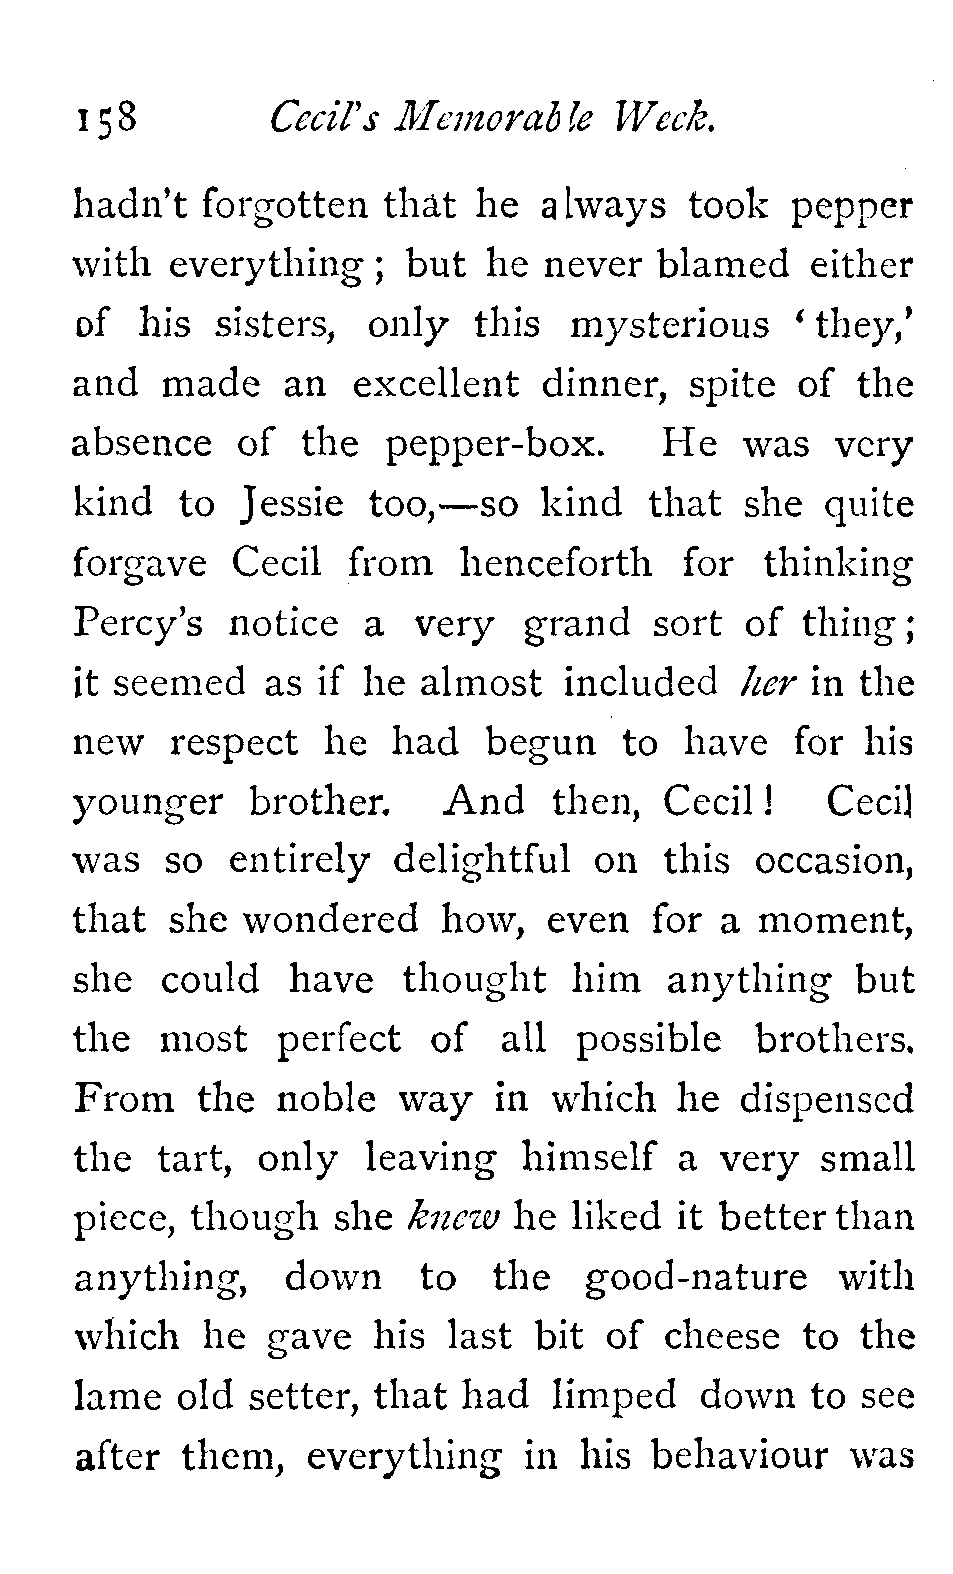 158 Cecil's Memorable Week.
hadn't forgotten that he always took pepper
with everything; but he never blamed either
of his sisters, only this mysterious ‘they,’
and made an excellent dinner, spite of the
absence of the pepper-box. He was very
kind to Jessie too,—so kind that she quite
forgave Cecil from henceforth for thinking
Percy's notice a very grand sort of thing;
it seemed as if he almost included her in the
new respect he had begun to have for his
younger brother. And then, Cecil! Cecil
was so entirely delightful on this occasion,
that she wondered how, even for a moment,
she could have thought him anything but
the most perfect of all possible brothers.
From the noble way in which he dispensed
the tart, only leaving himself a very small
piece, though she knew he liked it better than
anything, down to the good-nature with
which he gave his last bit of cheese to the
lame old setter, that had limped down to see
after them, everything in his behaviour was